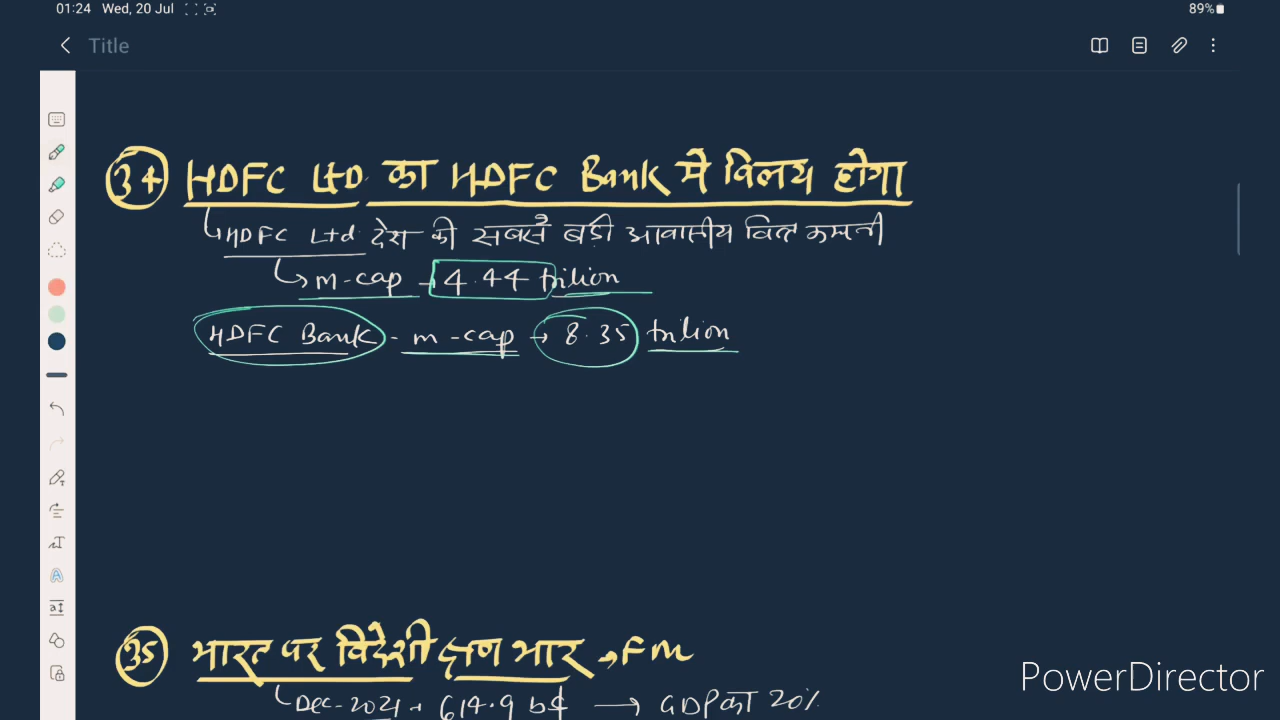 01:24 Wed, 20 Jul 89%
Title
34 HDFC Ltd. का HDFC Bank में विलय होगा
HDFC Ltd देश की सबसे बड़ी आवासीय वित्त कम्पनी
m-cap → 4.44 trilion
HDFC Bank - m-cap → 8.35 trilion
35 भारत पर विदेशी क्षण भार → FM
Dec-2021 → 614.9 b$ → GDP का 20%
PowerDirector